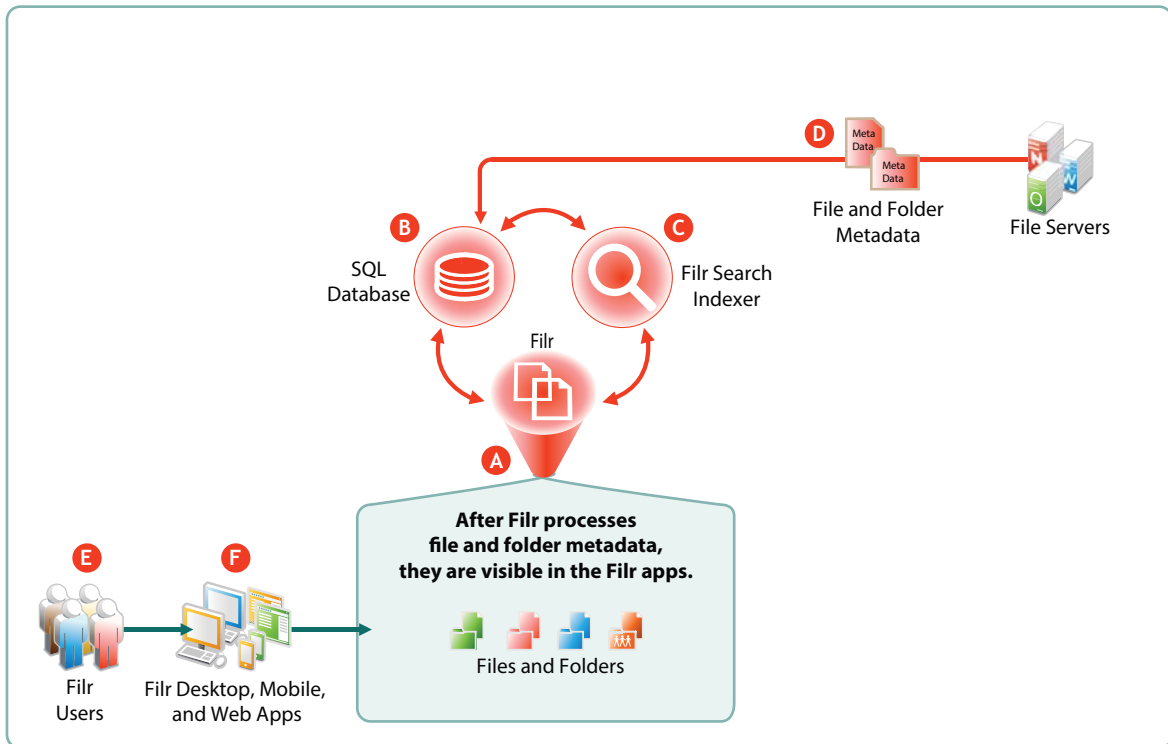 D
Meta
Data
Meta
Data
N
W
O
File and Folder
Metadata
File Servers
B
C
SQL
Database
Filr Search
Indexer
Filr
A
After Filr processes
file and folder metadata,
they are visible in the Filr apps.
Files and Folders
E
F
Filr
Users
Filr Desktop, Mobile,
and Web Apps